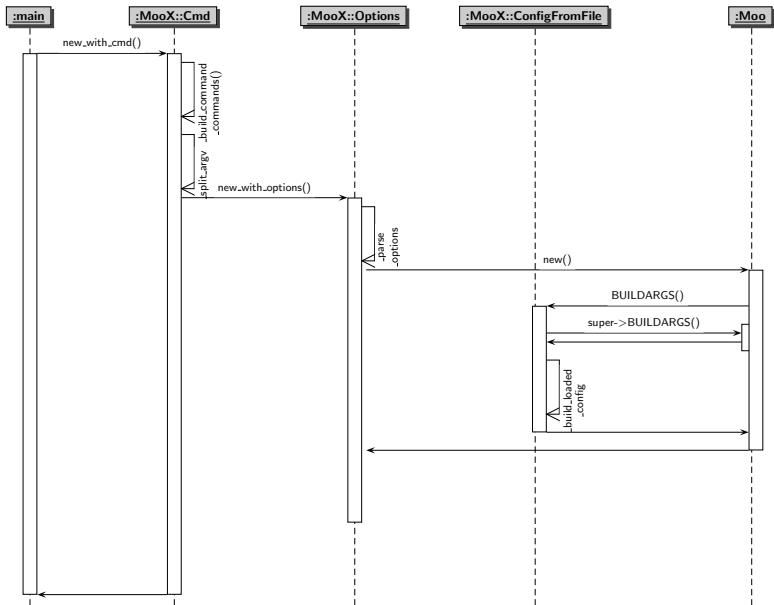 :main
:MooX::Cmd
:MooX::Options
:MooX::ConfigFromFile
:Moo
new_with_cmd()
_build_command
_commands()
_split_argv
new_with_options()
_parse
_options
new()
BUILDARGS()
super->BUILDARGS()
_build_loaded
_config